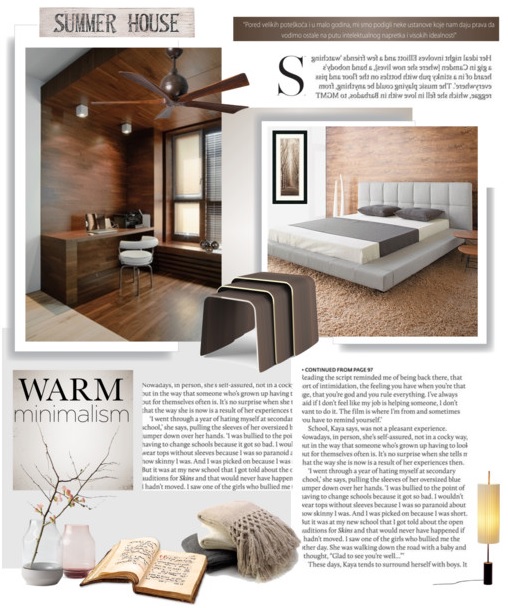 SUMMER HOUSE
"Pored velikih poteškoća i u malo godina, mi smo podigli neke ustanove koje nam daju prava da
vodimo ostale na putu intelektualnog napretka i visokih idealnosti"
S
Her ideal night involves Elliott and a few friends 'watching
a gig in Camden [where she now lives], a band nobody's
heard of in a stinky pub with bottles on the floor and piss
everywhere'. The music playing could be anything, from
reggae, which she fell in love with in Barbados, to MGMT
WARM
minimalism
Nowadays, in person, she's self-assured, not in a cocky
out in the way that someone who's grown up having t
out for themselves often is. It's no surprise when she t
that the way she is now is a result of her experiences t
'I went through a year of hating myself at secondary
school,' she says, pulling the sleeves of her oversized b
umper down over her hands. 'I was bullied to the poi
having to change schools because it got so bad. I woul
wear tops without sleeves because I was so paranoid a
how skinny I was. And I was picked on because I was
But it was at my new school that I got told about the o
auditions for Skins and that would never have happen
I hadn't moved. I saw one of the girls who bullied me
• CONTINUED FROM PAGE 97
Reading the script reminded me of being back there, that
sort of intimidation, the feeling you have when you're that
age, that you're god and you rule everything. I've always
said if I don't feel like my job is helping someone, I don't
want to do it. The film is where I'm from and sometimes
you have to remind yourself.'
School, Kaya says, was not a pleasant experience.
Nowadays, in person, she's self-assured, not in a cocky way,
out in the way that someone who's grown up having to look
out for themselves often is. It's no surprise when she tells m
that the way she is now is a result of her experiences then.
'I went through a year of hating myself at secondary
school,' she says, pulling the sleeves of her oversized blue
umper down over her hands. 'I was bullied to the point of
having to change schools because it got so bad. I wouldn't
wear tops without sleeves because I was so paranoid about
how skinny I was. And I was picked on because I was short.
But it was at my new school that I got told about the open
auditions for Skins and that would never have happened if
hadn't moved. I saw one of the girls who bullied me the
other day. She was walking down the road with a baby and
thought, "Glad to see you're well..."'
These days, Kaya tends to surround herself with boys. It